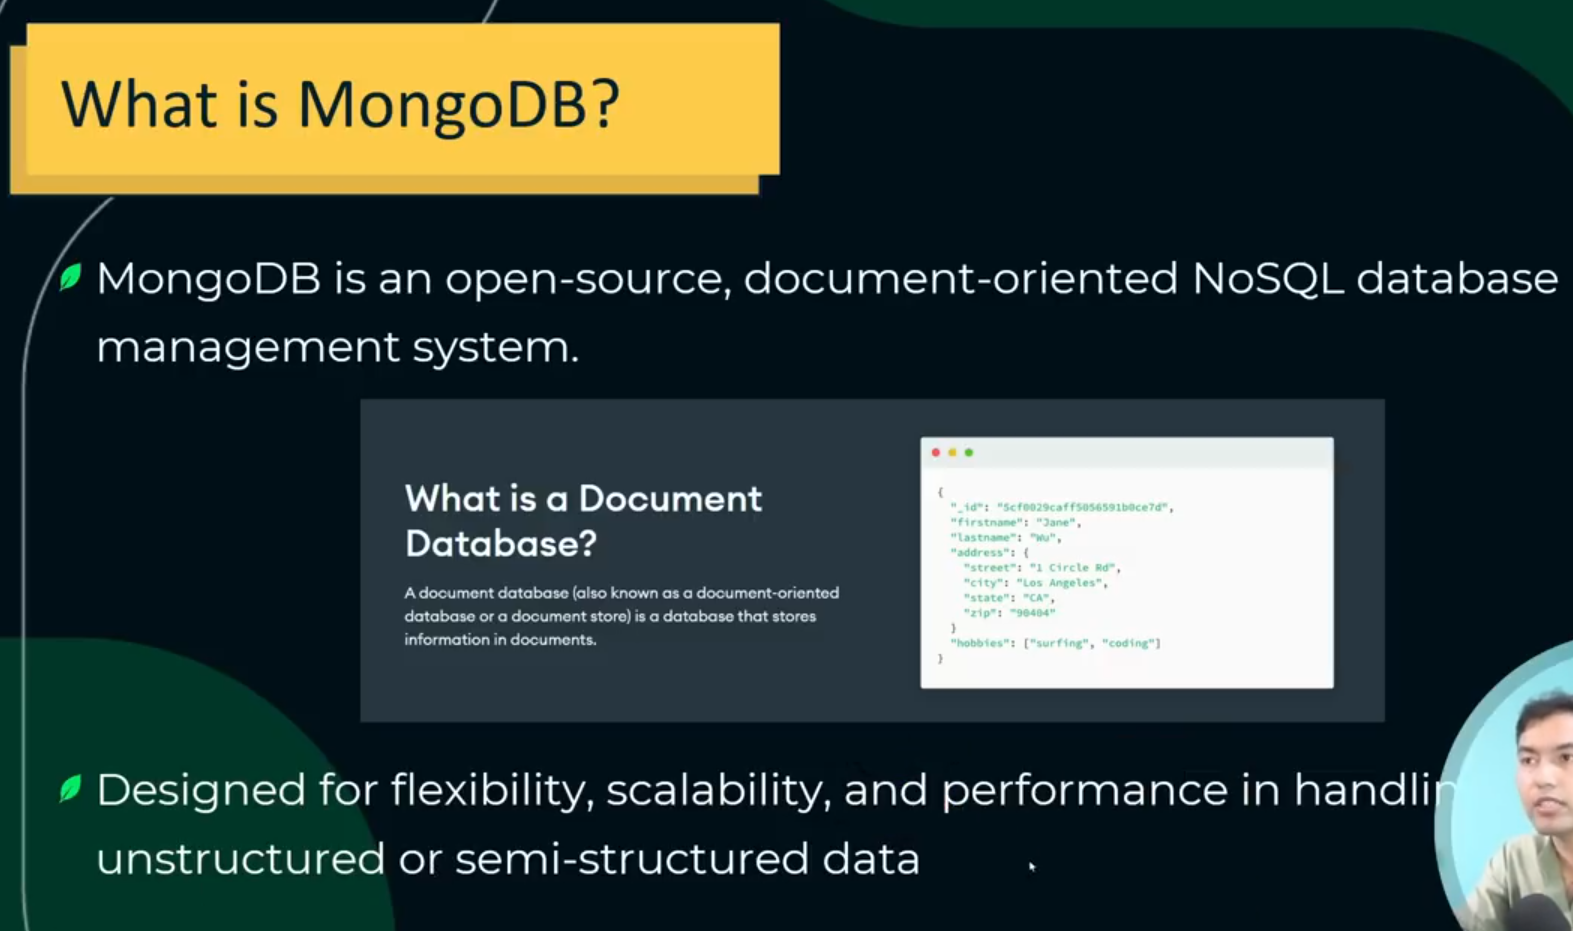 What is MongoDB?
MongoDB is an open-source, document-oriented NoSQL database
management system.
What is a Document
Database?
A document database (also known as a document-oriented
database or a document store) is a database that stores
information in documents.
{
"_id": "5cf0029caff5056591b0ce7d",
"firstname": "Jane",
"lastname": "Wu",
"address": {
"street": "1 Circle Rd",
"city": "Los Angeles",
"state": "CA",
"zip": "90404"
}
"hobbies": ["surfing", "coding"]
}
Designed for flexibility, scalability, and performance in handlin
unstructured or semi-structured data